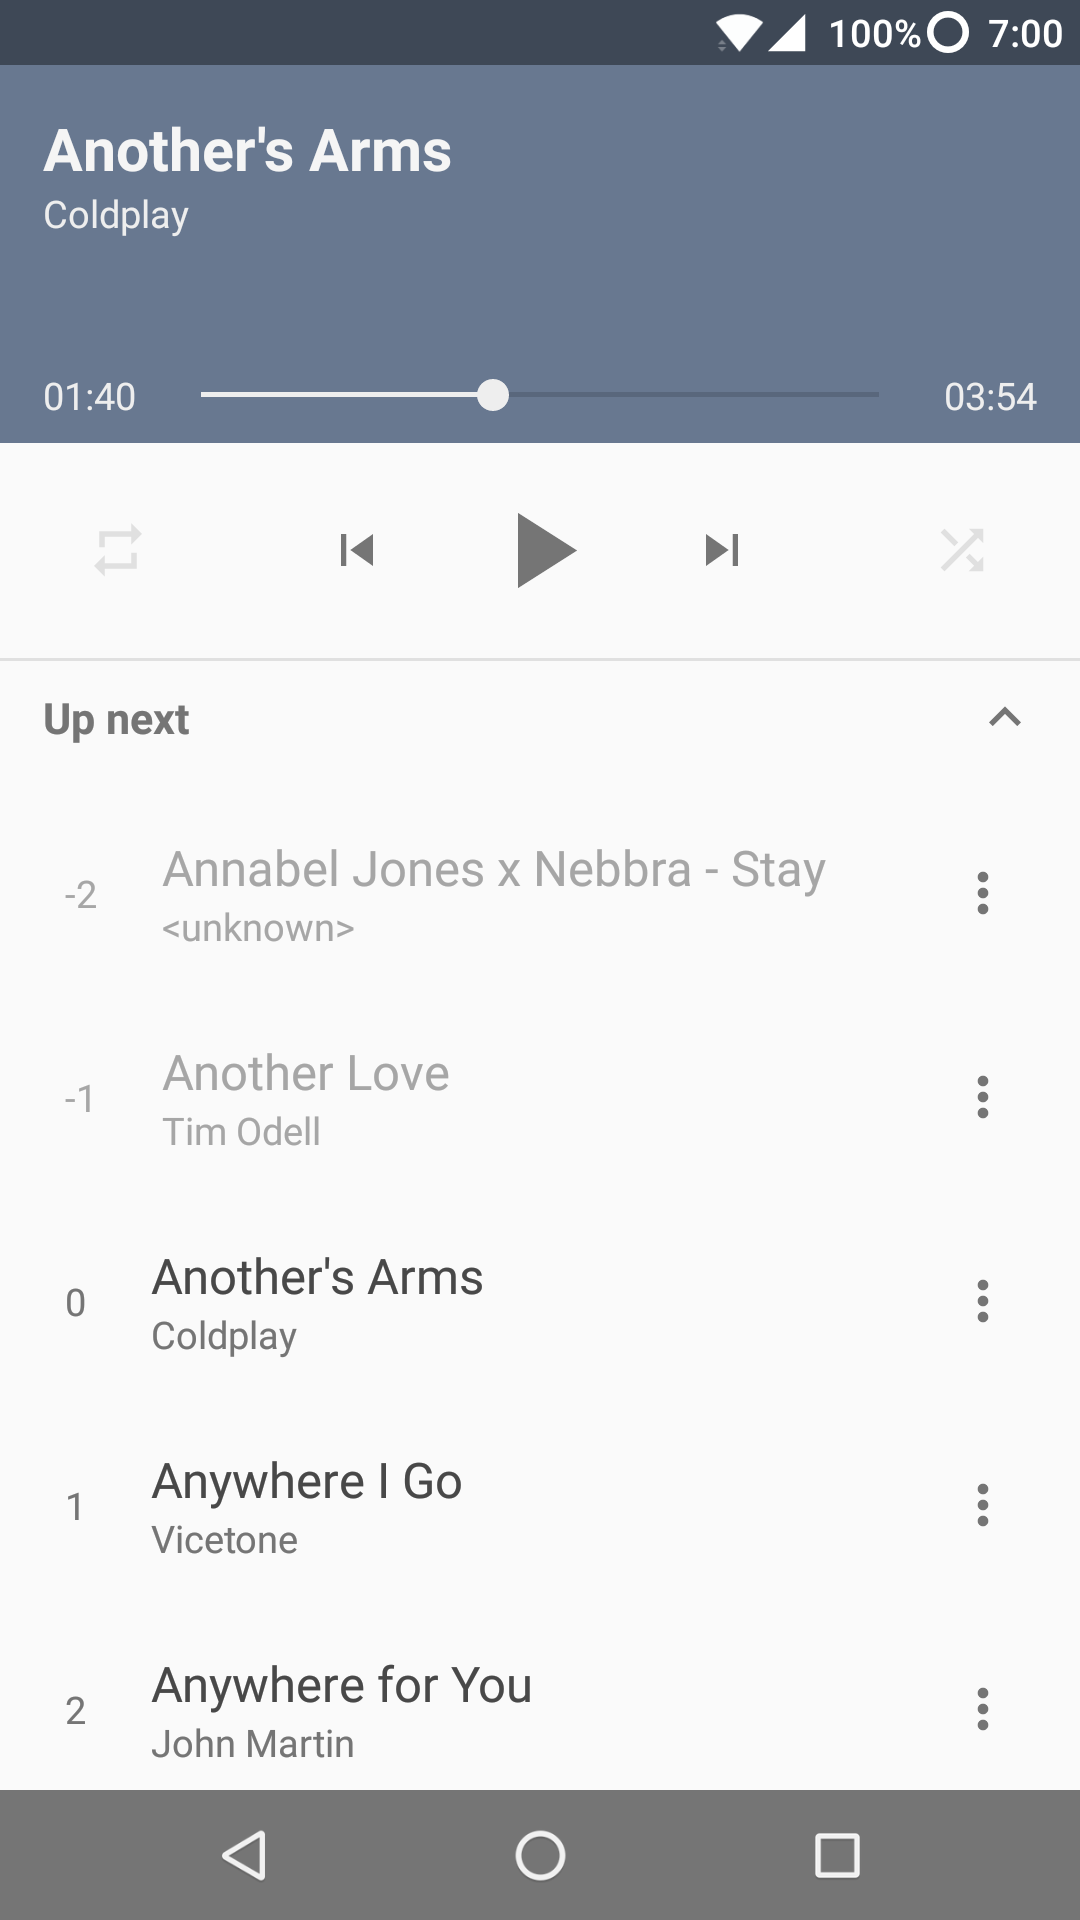 100% 7:00
Another's Arms
Coldplay
01:40 03:54
Up next
-2 Annabel Jones x Nebbra - Stay
<unknown>
-1 Another Love
Tim Odell
0 Another's Arms
Coldplay
1 Anywhere I Go
Vicetone
2 Anywhere for You
John Martin